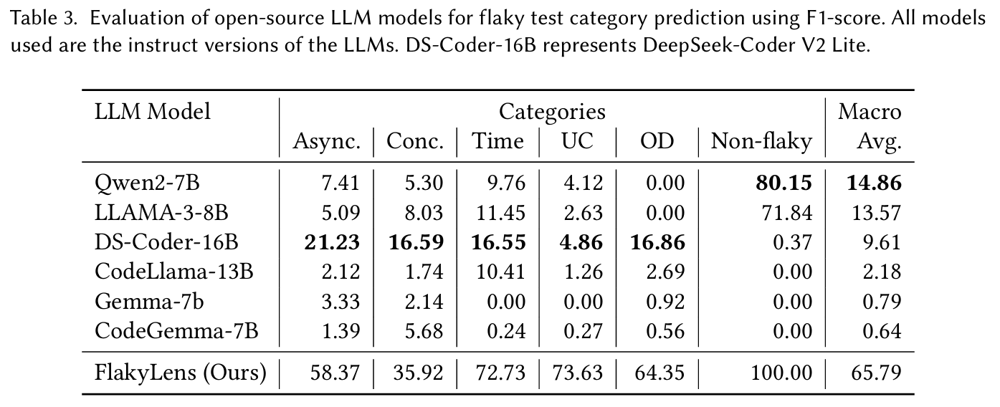 Table 3. Evaluation of open-source LLM models for flaky test category prediction using F1-score. All models
used are the instruct versions of the LLMs. DS-Coder-16B represents DeepSeek-Coder V2 Lite.
LLM Model Categories Macro
Async. Conc. Time UC OD Non-flaky Avg.
Qwen2-7B 7.41 5.30 9.76 4.12 0.00 80.15 14.86
LLAMA-3-8B 5.09 8.03 11.45 2.63 0.00 71.84 13.57
DS-Coder-16B 21.23 16.59 16.55 4.86 16.86 0.37 9.61
CodeLlama-13B 2.12 1.74 10.41 1.26 2.69 0.00 2.18
Gemma-7b 3.33 2.14 0.00 0.00 0.92 0.00 0.79
CodeGemma-7B 1.39 5.68 0.24 0.27 0.56 0.00 0.64
FlakyLens (Ours) 58.37 35.92 72.73 73.63 64.35 100.00 65.79